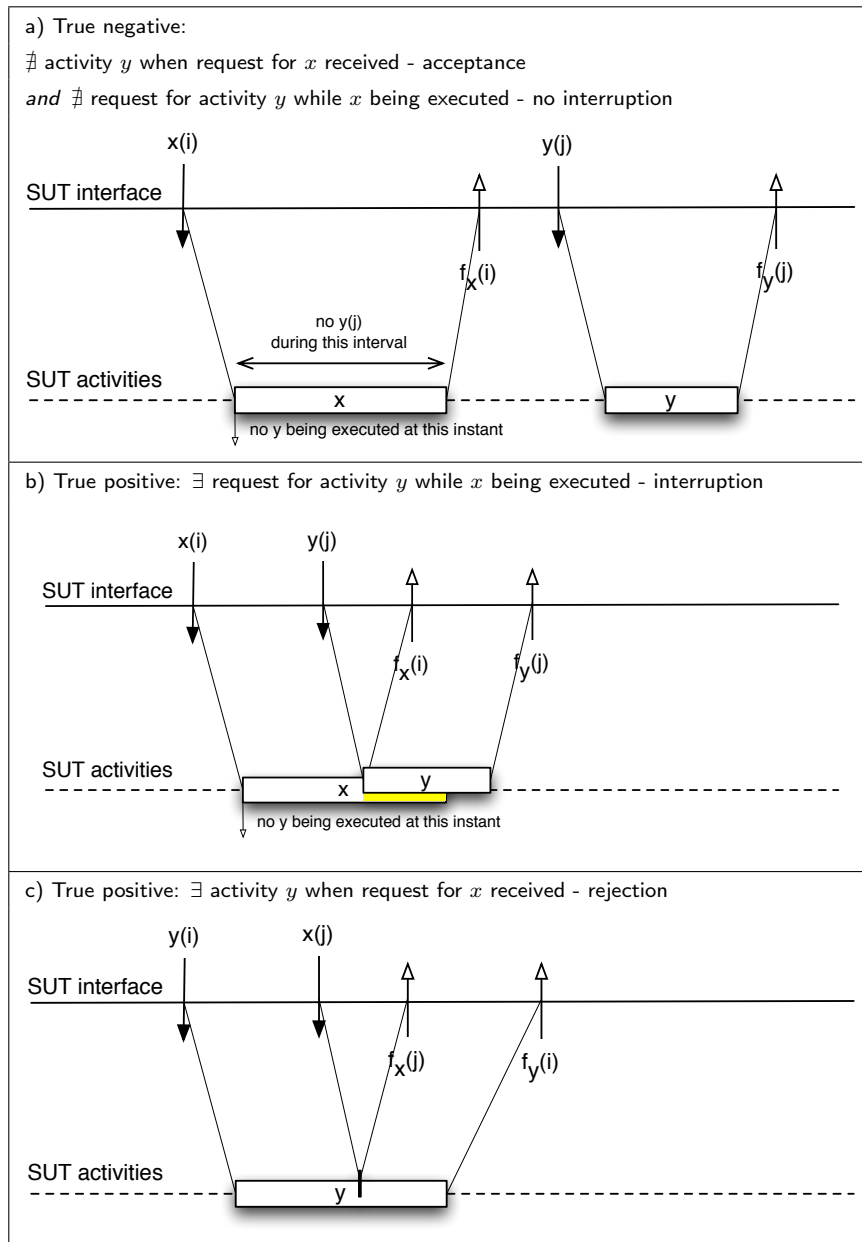 a) True negative:
∄ activity y when request for x received - acceptance
and ∄ request for activity y while x being executed - no interruption
x(i)
y(j)
SUT interface
f_x(i)
f_y(j)
no y(j)
during this interval
SUT activities
x
y
no y being executed at this instant
b) True positive: ∃ request for activity y while x being executed - interruption
x(i)
y(j)
SUT interface
f_x(i)
f_y(j)
SUT activities
x
y
no y being executed at this instant
c) True positive: ∃ activity y when request for x received - rejection
y(i)
x(j)
SUT interface
f_x(j)
f_y(i)
SUT activities
y